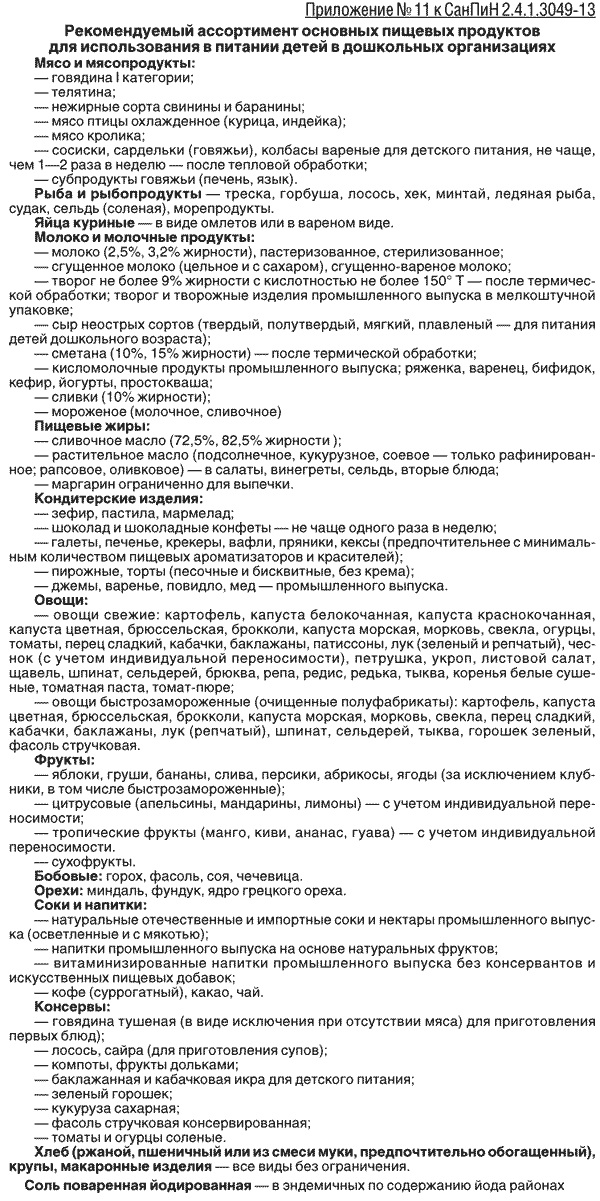 Приложение № 11 к СанПиН 2.4.1.3049-13
Рекомендуемый ассортимент основных пищевых продуктов
для использования в питании детей в дошкольных организациях
Мясо и мясопродукты:
— говядина I категории;
— телятина;
— нежирные сорта свинины и баранины;
— мясо птицы охлажденное (курица, индейка);
— мясо кролика;
— сосиски, сардельки (говяжьи), колбасы вареные для детского питания, не чаще,
чем 1—2 раза в неделю — после тепловой обработки;
— субпродукты говяжьи (печень, язык).
Рыба и рыбопродукты — треска, горбуша, лосось, хек, минтай, ледяная рыба,
судак, сельдь (соленая), морепродукты.
Яйца куриные — в виде омлетов или в вареном виде.
Молоко и молочные продукты:
— молоко (2,5%, 3,2% жирности), пастеризованное, стерилизованное;
— сгущенное молоко (цельное и с сахаром), сгущенно-вареное молоко;
— творог не более 9% жирности с кислотностью не более 150° Т — после термичес-
кой обработки; творог и творожные изделия промышленного выпуска в мелкоштучной
упаковке;
— сыр неострых сортов (твердый, полутвердый, мягкий, плавленый — для питания
детей дошкольного возраста);
— сметана (10%, 15% жирности) — после термической обработки;
— кисломолочные продукты промышленного выпуска; ряженка, варенец, бифидок,
кефир, йогурты, простокваша;
— сливки (10% жирности);
— мороженое (молочное, сливочное)
Пищевые жиры:
— сливочное масло (72,5%, 82,5% жирности );
— растительное масло (подсолнечное, кукурузное, соевое — только рафинирован-
ное; рапсовое, оливковое) — в салаты, винегреты, сельдь, вторые блюда;
— маргарин ограниченно для выпечки.
Кондитерские изделия:
— зефир, пастила, мармелад;
— шоколад и шоколадные конфеты — не чаще одного раза в неделю;
— галеты, печенье, крекеры, вафли, пряники, кексы (предпочтительнее с минималь-
ным количеством пищевых ароматизаторов и красителей);
— пирожные, торты (песочные и бисквитные, без крема);
— джемы, варенье, повидло, мед — промышленного выпуска.
Овощи:
— овощи свежие: картофель, капуста белокочанная, капуста краснокочанная,
капуста цветная, брюссельская, брокколи, капуста морская, морковь, свекла, огурцы,
томаты, перец сладкий, кабачки, баклажаны, патиссоны, лук (зеленый и репчатый), чес-
нок (с учетом индивидуальной переносимости), петрушка, укроп, листовой салат,
щавель, шпинат, сельдерей, брюква, репа, редис, редька, тыква, коренья белые суше-
ные, томатная паста, томат-пюре;
— овощи быстрозамороженные (очищенные полуфабрикаты): картофель, капуста
цветная, брюссельская, брокколи, капуста морская, морковь, свекла, перец сладкий,
кабачки, баклажаны, лук (репчатый), шпинат, сельдерей, тыква, горошек зеленый,
фасоль стручковая.
Фрукты:
— яблоки, груши, бананы, слива, персики, абрикосы, ягоды (за исключением клуб-
ники, в том числе быстрозамороженные);
— цитрусовые (апельсины, мандарины, лимоны) — с учетом индивидуальной пере-
носимости;
— тропические фрукты (манго, киви, ананас, гуава) — с учетом индивидуальной
переносимости.
— сухофрукты.
Бобовые: горох, фасоль, соя, чечевица.
Орехи: миндаль, фундук, ядро грецкого ореха.
Соки и напитки:
— натуральные отечественные и импортные соки и нектары промышленного выпус-
ка (осветленные и с мякотью);
— напитки промышленного выпуска на основе натуральных фруктов;
— витаминизированные напитки промышленного выпуска без консервантов и
искусственных пищевых добавок;
— кофе (суррогатный), какао, чай.
Консервы:
— говядина тушеная (в виде исключения при отсутствии мяса) для приготовления
первых блюд);
— лосось, сайра (для приготовления супов);
— компоты, фрукты дольками;
— баклажанная и кабачковая икра для детского питания;
— зеленый горошек;
— кукуруза сахарная;
— фасоль стручковая консервированная;
— томаты и огурцы соленые.
Хлеб (ржаной, пшеничный или из смеси муки, предпочтительно обогащенный),
крупы, макаронные изделия — все виды без ограничения.
Соль поваренная йодированная — в эндемичных по содержанию йода районах